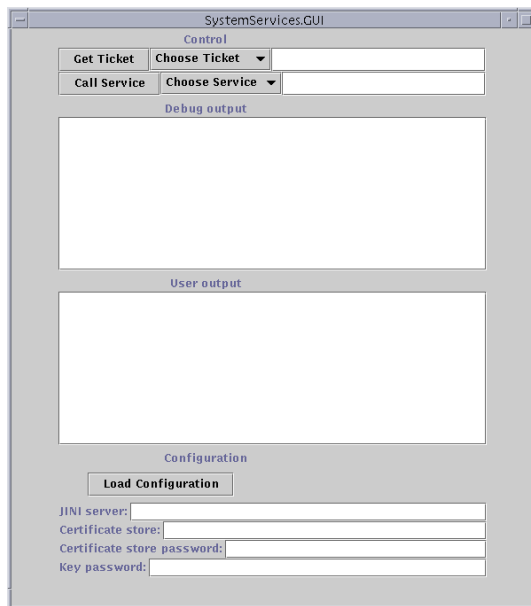 SystemServices.GUI
Control
Get Ticket Choose Ticket
Call Service Choose Service
Debug output
User output
Configuration
Load Configuration
JINI server:
Certificate store:
Certificate store password:
Key password: